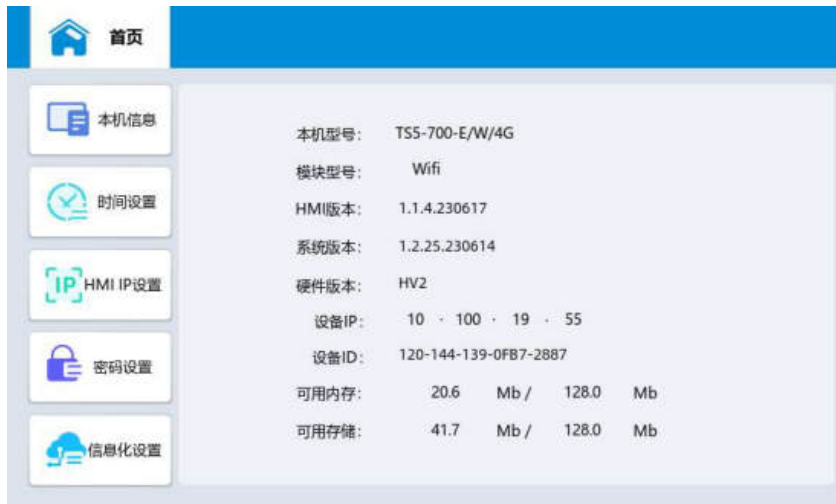 首页
本机信息
时间设置
IP HMI IP设置
密码设置
信息化设置
本机型号: TS5-700-E/W/4G
模块型号: Wifi
HMI版本: 1.1.4.230617
系统版本: 1.2.25.230614
硬件版本: HV2
设备IP: 10 · 100 · 19 · 55
设备ID: 120-144-139-0FB7-2887
可用内存: 20.6 Mb / 128.0 Mb
可用存储: 41.7 Mb / 128.0 Mb